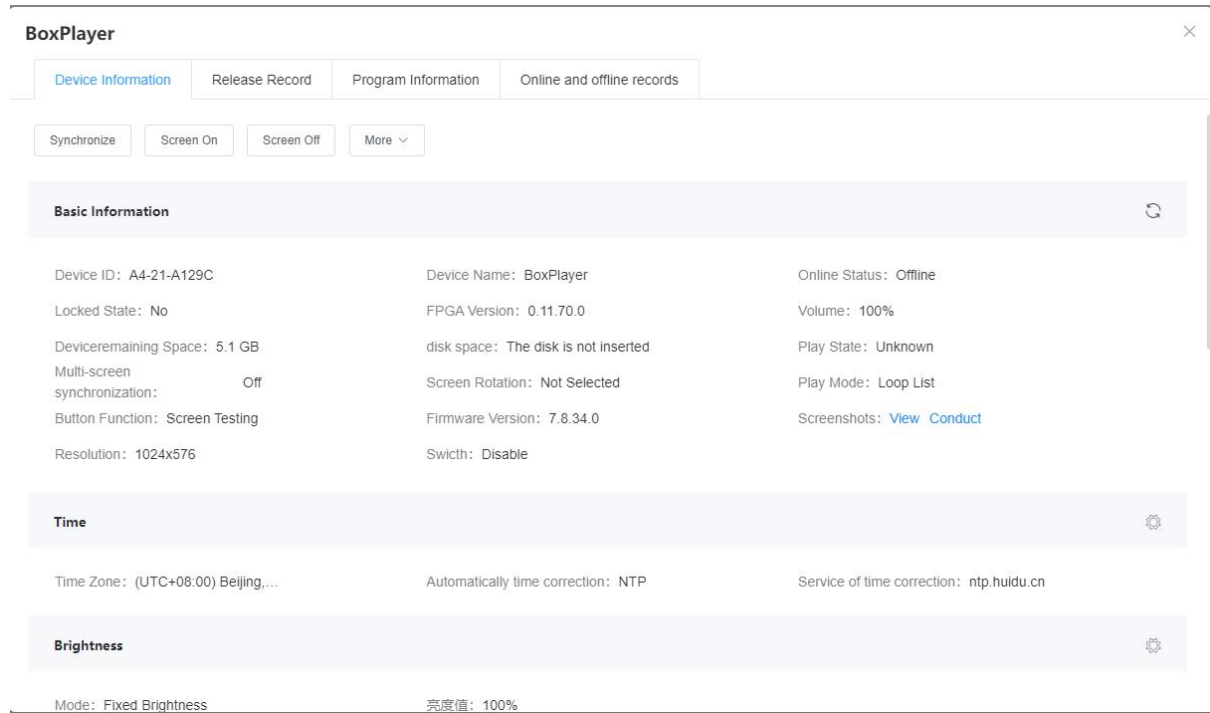 BoxPlayer
Device Information Release Record Program Information Online and offline records
Synchronize Screen On Screen Off More
Basic Information
Device ID: A4-21-A129C Device Name: BoxPlayer Online Status: Offline
Locked State: No FPGA Version: 0.11.70.0 Volume: 100%
Deviceremaining Space: 5.1 GB disk space: The disk is not inserted Play State: Unknown
Multi-screen
synchronization: Off Screen Rotation: Not Selected Play Mode: Loop List
Button Function: Screen Testing Firmware Version: 7.8.34.0 Screenshots: View Conduct
Resolution: 1024x576 Swicth: Disable
Time
Time Zone: (UTC+08:00) Beijing,... Automatically time correction: NTP Service of time correction: ntp.huidu.cn
Brightness
Mode: Fixed Brightness 亮度值: 100%